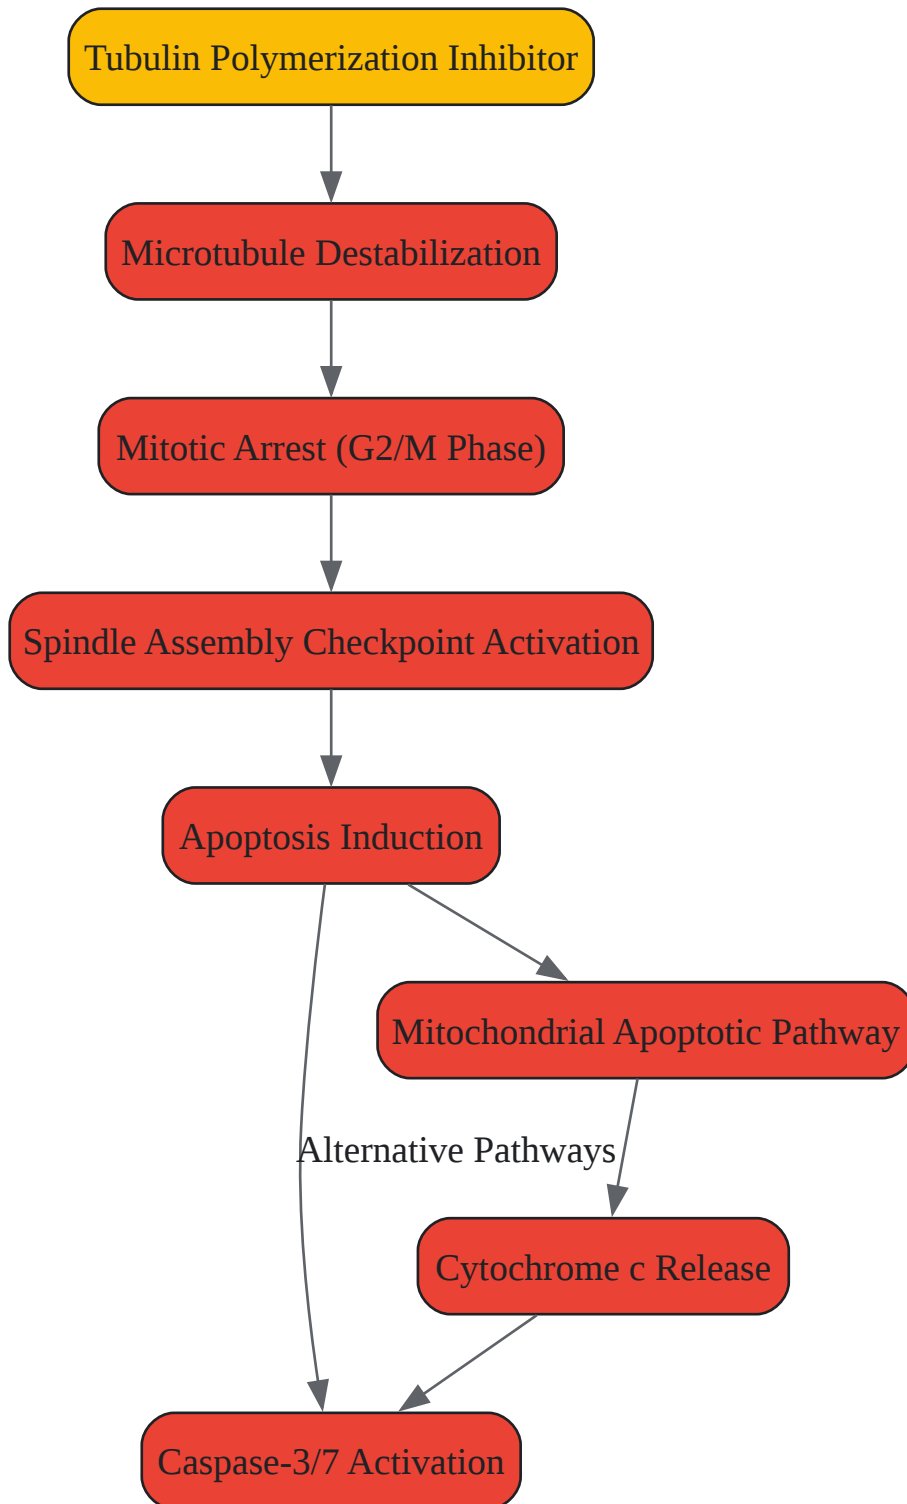 Tubulin Polymerization Inhibitor
Microtubule Destabilization
Mitotic Arrest (G2/M Phase)
Spindle Assembly Checkpoint Activation
Apoptosis Induction
Mitochondrial Apoptotic Pathway
Alternative Pathways
Cytochrome c Release
Caspase-3/7 Activation